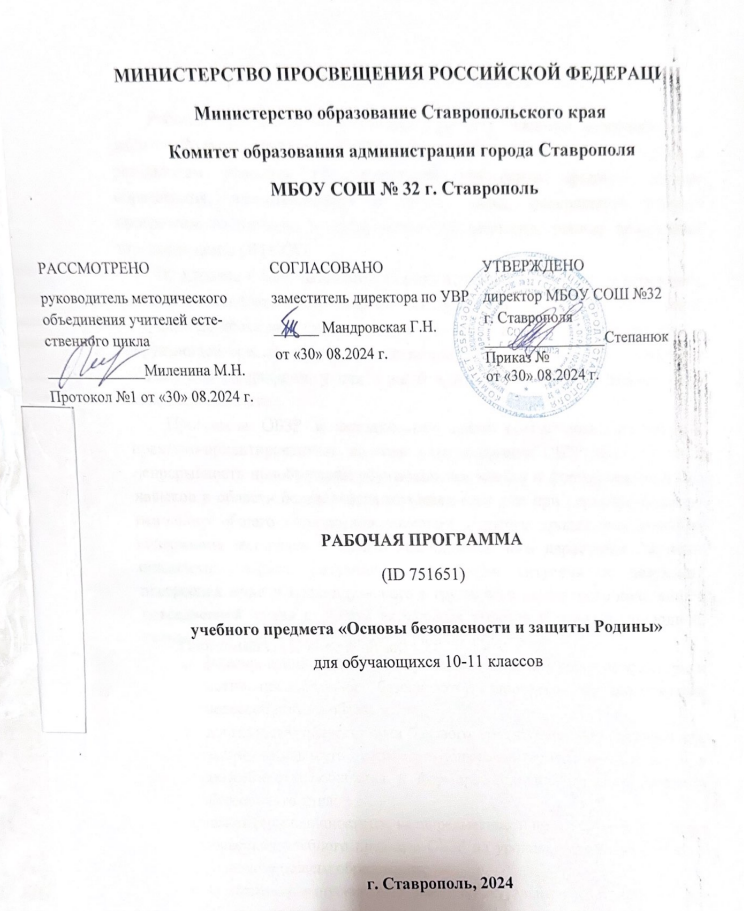 МИНИСТЕРСТВО ПРОСВЕЩЕНИЯ РОССИЙСКОЙ ФЕДЕРАЦИ
Министерство образование Ставропольского края
Комитет образования администрации города Ставрополя
МБОУ СОШ № 32 г. Ставрополь
РАССМОТРЕНО
руководитель методического
объединения учителей есте-
ственного цикла
Миленина М.Н.
Протокол №1 от «30» 08.2024 г.
СОГЛАСОВАНО
заместитель директора по УВР
Мандровская Г.Н.
от «30» 08.2024 г.
УТВЕРЖДЕНО
директор МБОУ СОШ №32
г. Ставрополя
Степанюк
Приказ №
от «30» 08.2024 г.
РАБОЧАЯ ПРОГРАММА
(ID 751651)
учебного предмета «Основы безопасности и защиты Родины»
для обучающихся 10-11 классов
г. Ставрополь, 2024